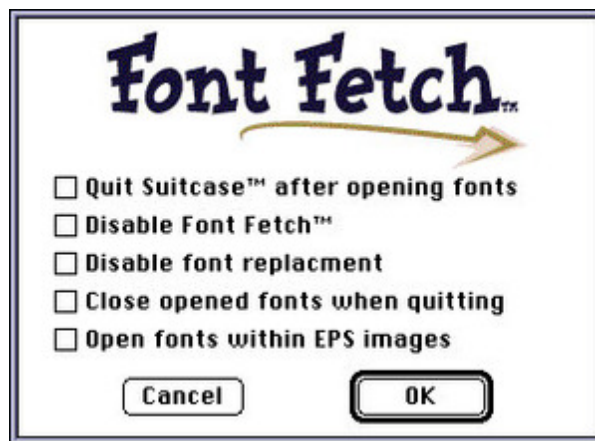 Font Fetch™
Quit Suitcase™ after opening fonts
Disable Font Fetch™
Disable font replacment
Close opened fonts when quitting
Open fonts within EPS images
Cancel OK